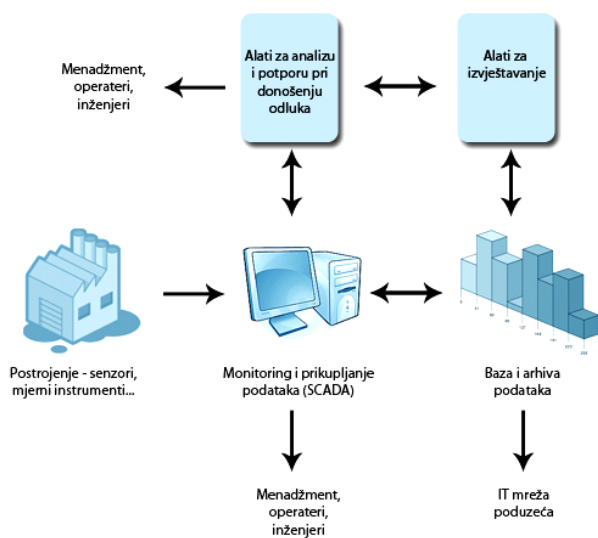 Alati za analizu
i potporu pri
donošenju
odluka
Alati za
izvještavanje
Menadžment,
operateri,
inženjeri
Postrojenje - senzori,
mjerni instrumenti...
Monitoring i prikupljanje
podataka (SCADA)
Baza i arhiva
podataka
Menadžment,
operateri,
inženjeri
IT mreža
poduzeća